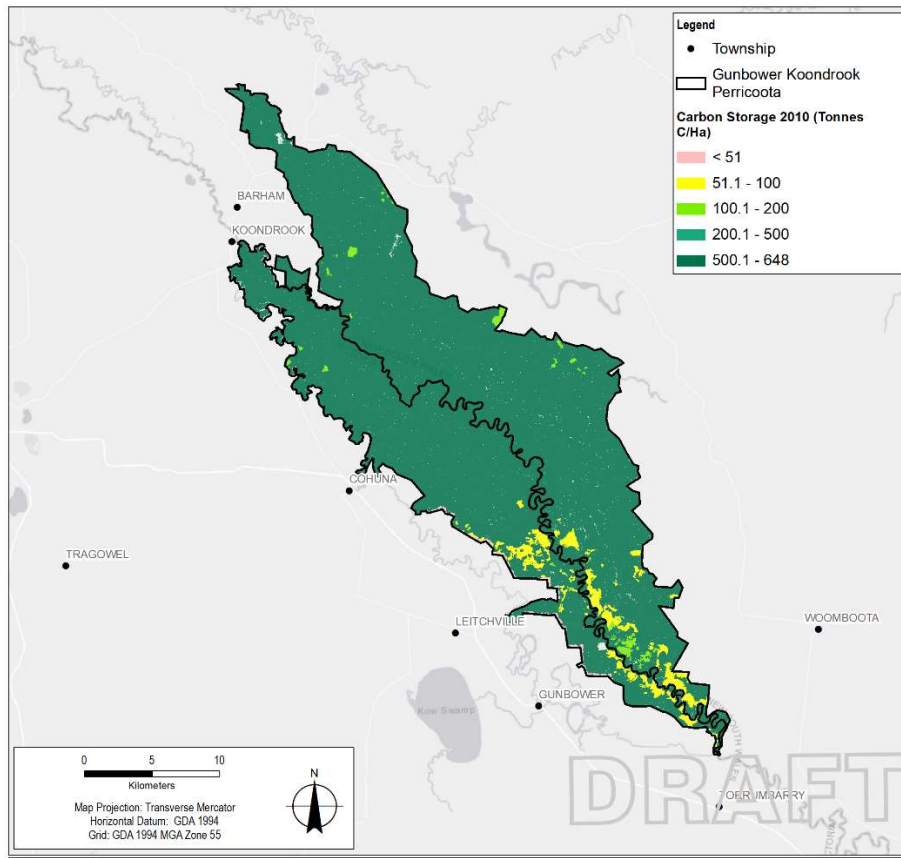 Legend
Township
Gunbower Koondrook
Perricoota
Carbon Storage 2010 (Tonnes
C/Ha)
< 51
51.1 - 100
100.1 - 200
200.1 - 500
500.1 - 648
BARHAM
KOONDROOK
COHUNA
TRAGOWEL
LEITCHVILLE
WOOMBOOTA
GUNBOWER
Kow Swamp
DRAFT
TORRUMBARRY
0 5 10
Kilometers
Map Projection: Transverse Mercator
Horizontal Datum: GDA 1994
Grid: GDA 1994 MGA Zone 55
N